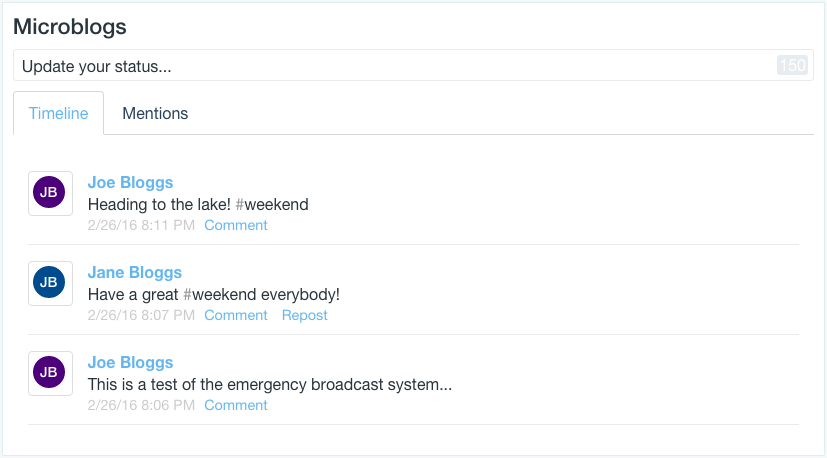 Microblogs
Update your status... 150
Timeline Mentions
JB Joe Bloggs
Heading to the lake! #weekend
2/26/16 8:11 PM Comment
JB Jane Bloggs
Have a great #weekend everybody!
2/26/16 8:07 PM Comment Repost
JB Joe Bloggs
This is a test of the emergency broadcast system...
2/26/16 8:06 PM Comment